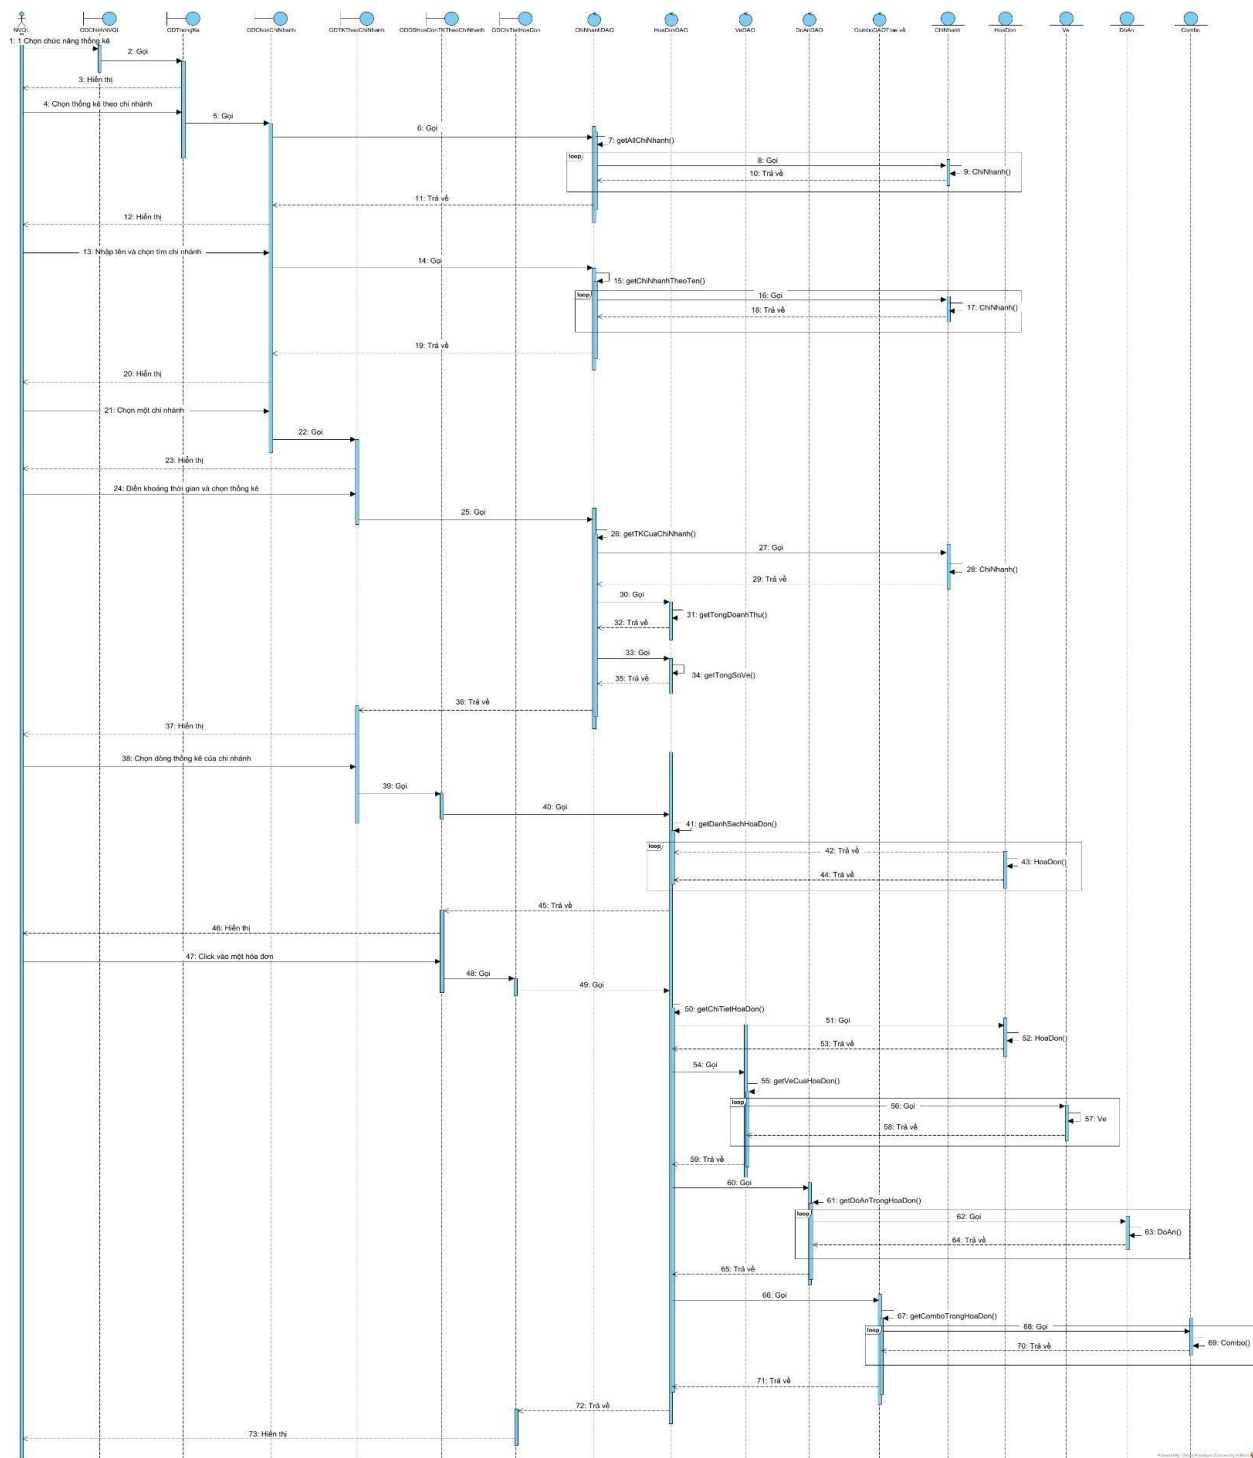 NVQL
GDChinhNVQL
GDThongKe
GDChonChiNhanh
GDTKTheoChiNhanh
GDDSHoaDonTKTheoChiNhanh
GDChiTietHoaDon
ChiNhanhDAO
HoaDonDAO
VeDAO
DoAnDAO
ComboDAOTrae về
ChiNhanh
HoaDon
Ve
DoAn
Combo
1: 1 Chọn chức năng thống kê
2: Gọi
3: Hiển thị
4: Chọn thống kê theo chi nhánh
5: Gọi
6: Gọi
7: getAllChiNhanh()
loop
8: Gọi
9: ChiNhanh()
10: Trả về
11: Trả về
12: Hiển thị
13: Nhập tên và chọn tìm chi nhánh
14: Gọi
15: getChiNhanhTheoTen()
loop
16: Gọi
17: ChiNhanh()
18: Trả về
19: Trả về
20: Hiển thị
21: Chọn một chi nhánh
22: Gọi
23: Hiển thị
24: Điền khoảng thời gian và chọn thống kê
25: Gọi
26: getTKCuaChiNhanh()
27: Gọi
28: ChiNhanh()
29: Trả về
30: Gọi
31: getTongDoanhThu()
32: Trả về
33: Gọi
34: getTongSoVe()
35: Trả về
36: Trả về
37: Hiển thị
38: Chọn dòng thống kê của chi nhánh
39: Gọi
40: Gọi
41: getDanhSachHoaDon()
loop
42: Trả về
43: HoaDon()
44: Trả về
45: Trả về
46: Hiển thị
47: Click vào một hóa đơn
48: Gọi
49: Gọi
50: getChiTietHoaDon()
51: Gọi
52: HoaDon()
53: Trả về
54: Gọi
55: getVeCuaHoaDon()
loop
56: Gọi
57: Ve
58: Trả về
59: Trả về
60: Gọi
61: getDoAnTrongHoaDon()
loop
62: Gọi
63: DoAn()
64: Trả về
65: Trả về
66: Gọi
67: getComboTrongHoaDon()
loop
68: Gọi
69: Combo()
70: Trả về
71: Trả về
72: Trả về
73: Hiển thị
Powered By Visual Paradigm Community Edition